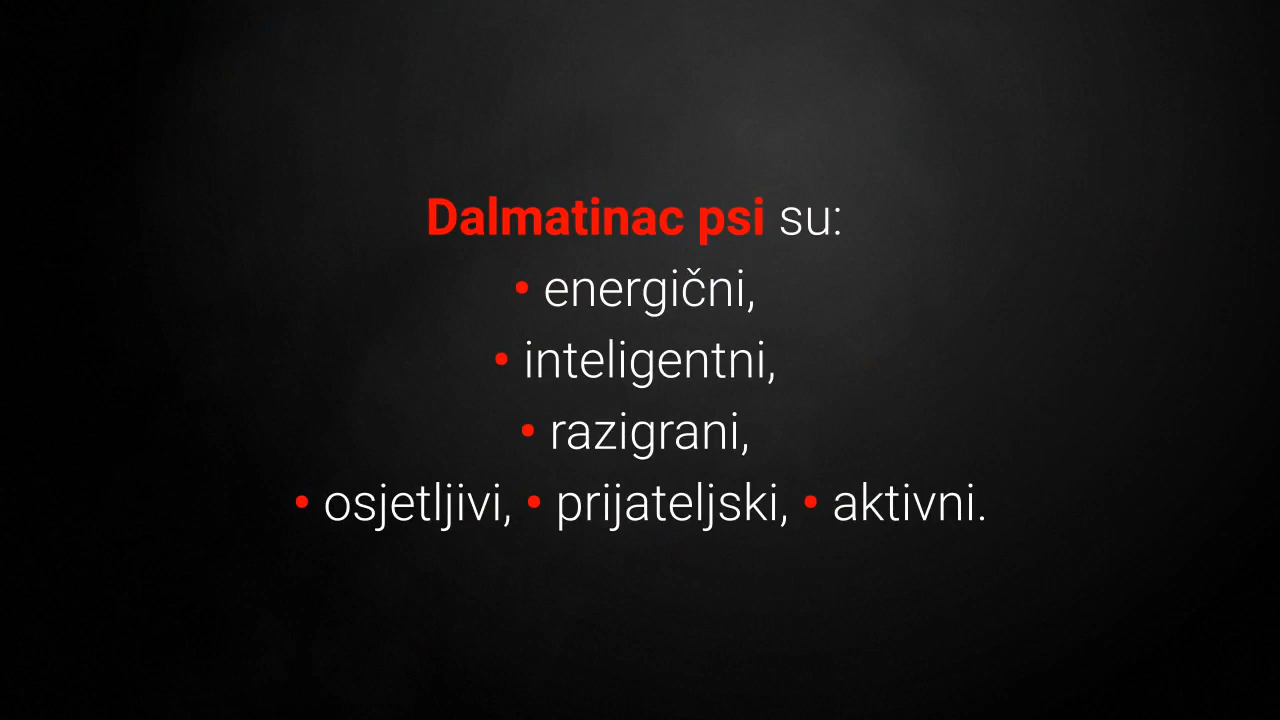 Dalmatinac psi su:
• energični,
• inteligentni,
• razigrani,
• osjetljivi, • prijateljski, • aktivni.